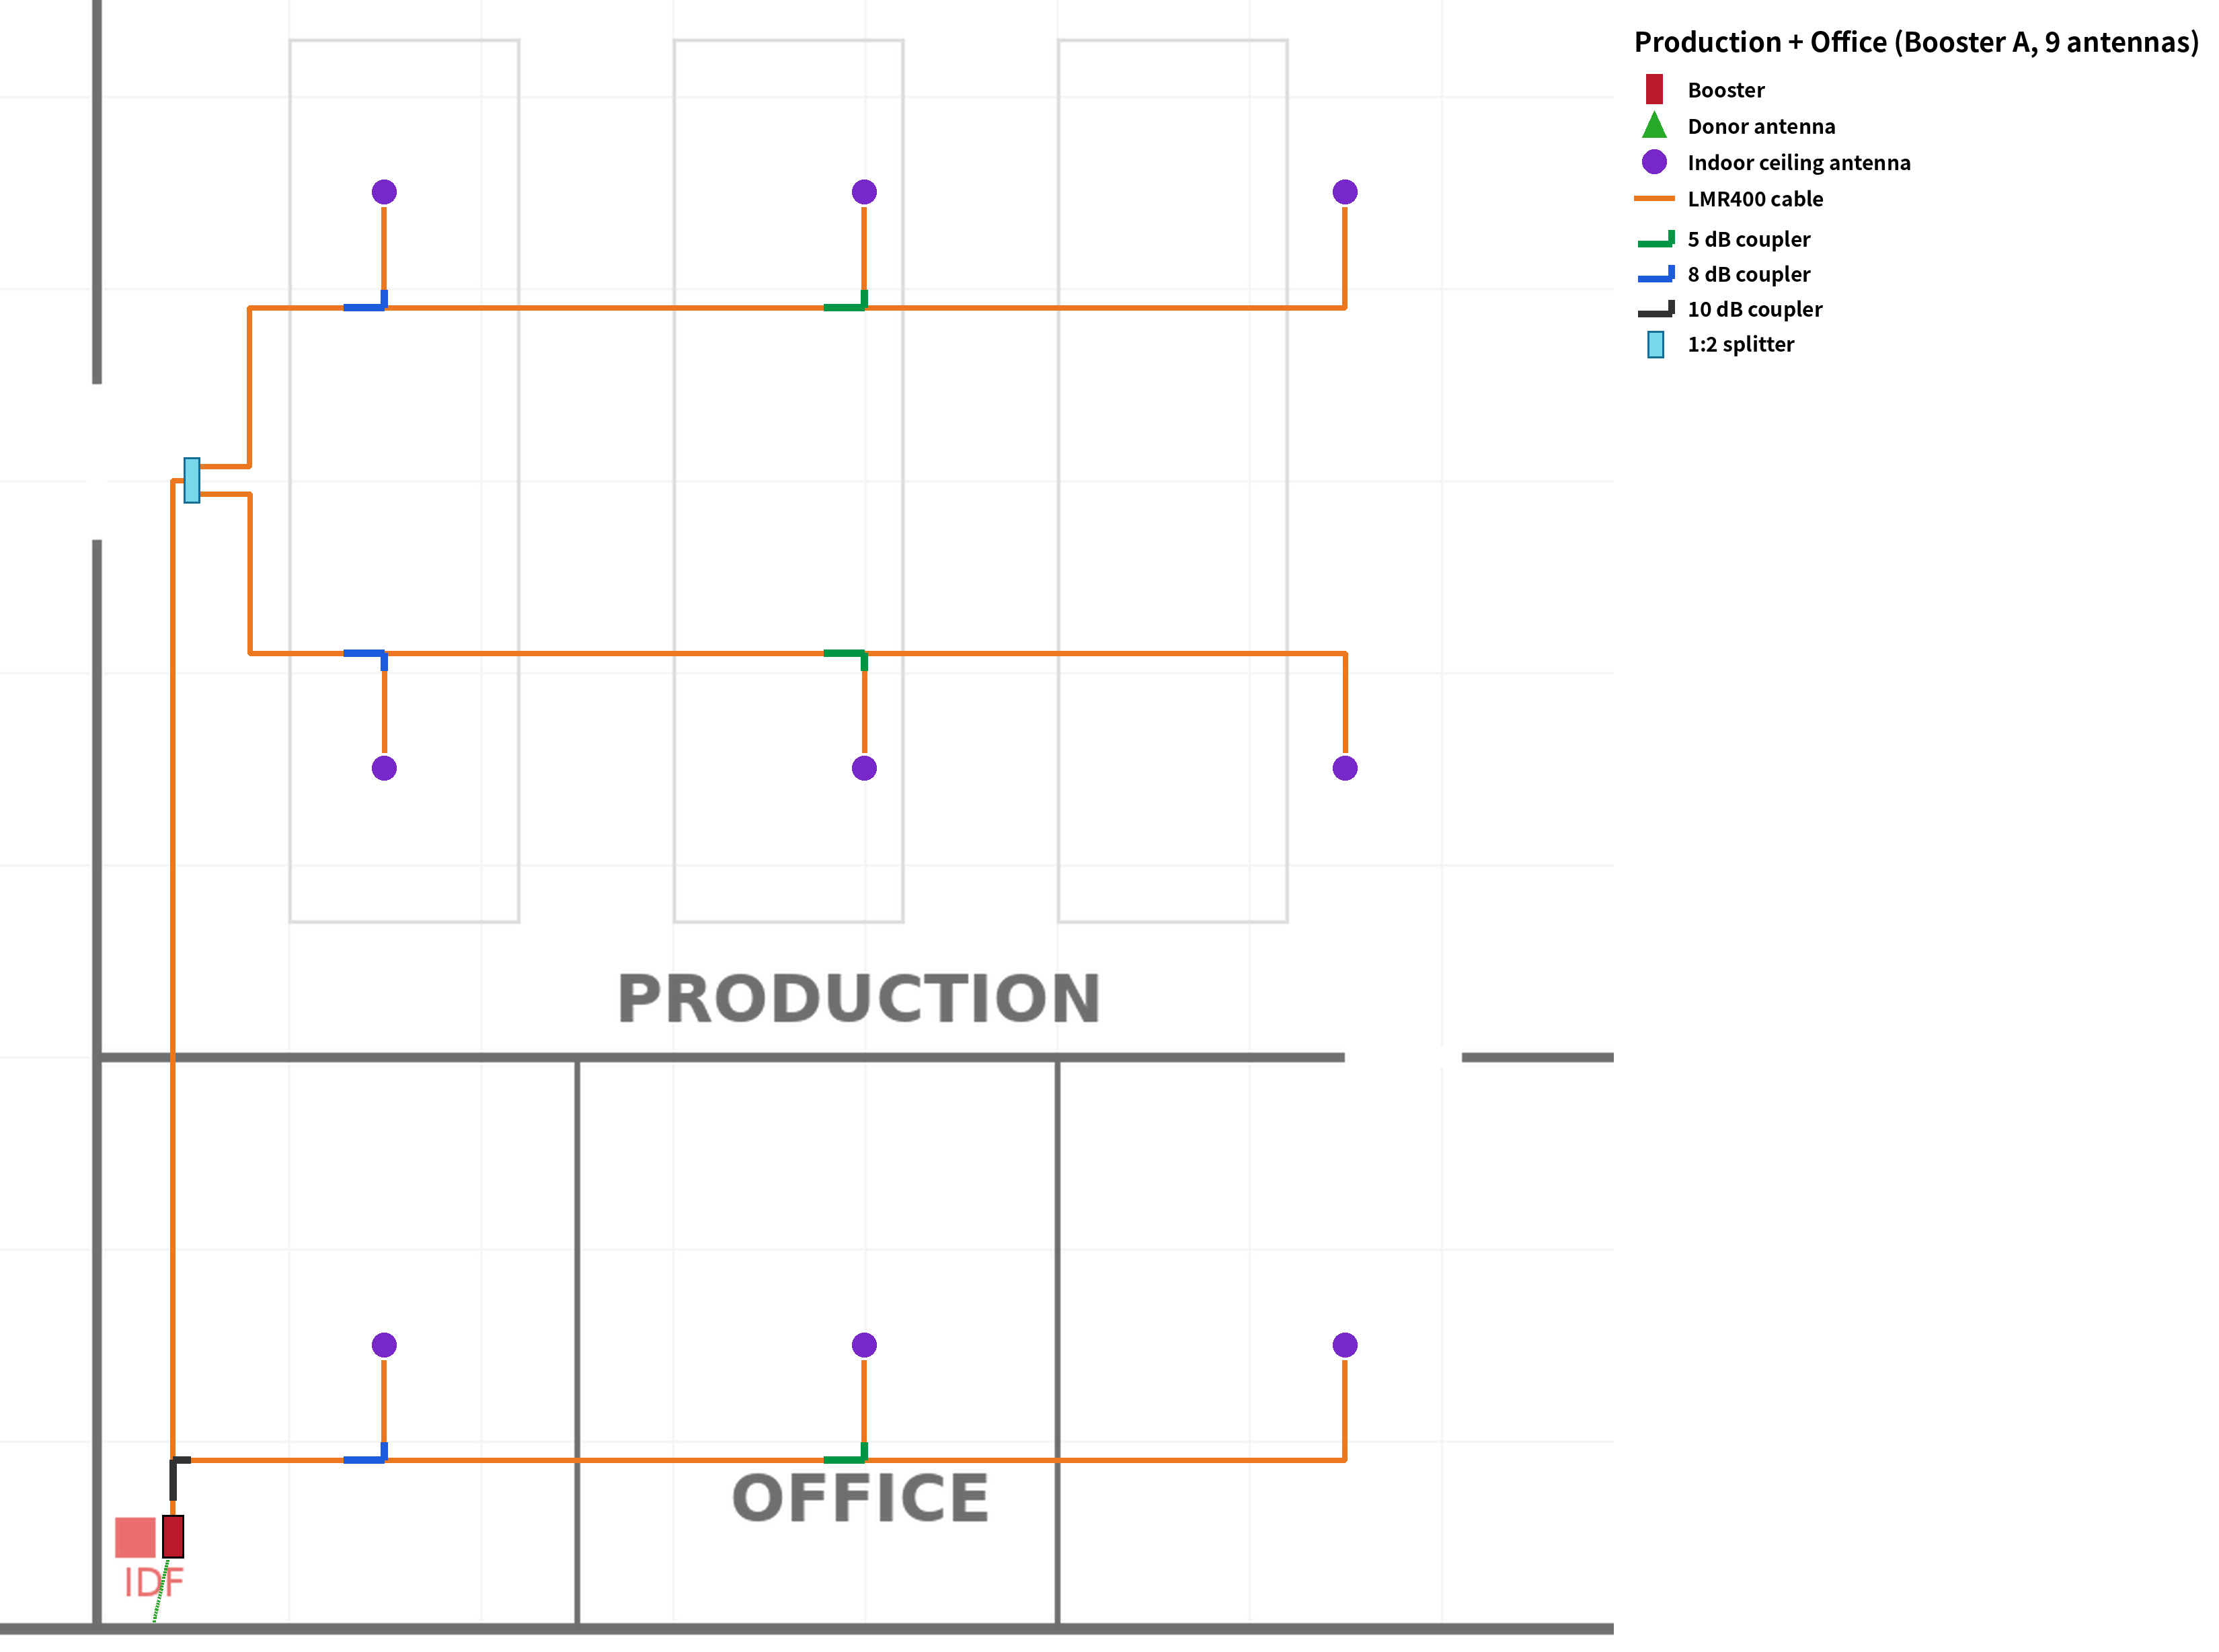 Production + Office (Booster A, 9 antennas)
Booster
Donor antenna
Indoor ceiling antenna
LMR400 cable
5 dB coupler
8 dB coupler
10 dB coupler
1:2 splitter
PRODUCTION
OFFICE
IDF